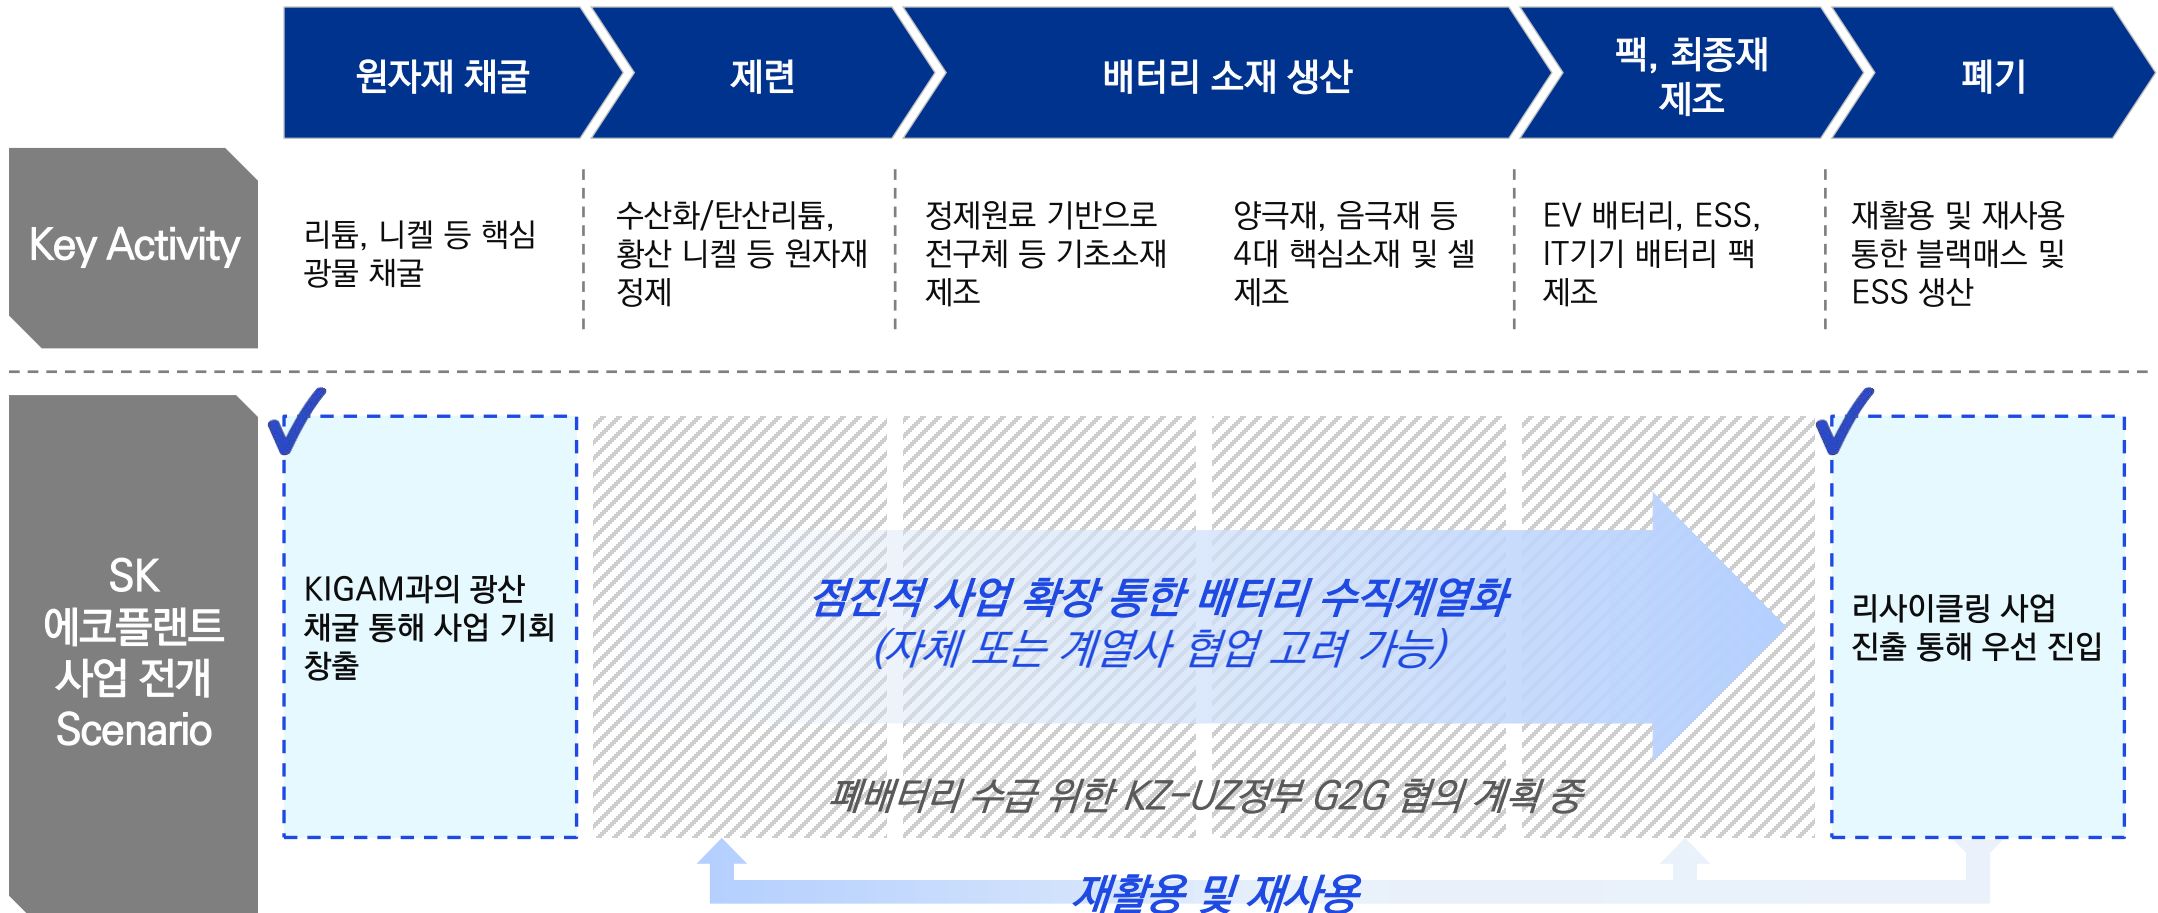 원자재 채굴
제련
배터리 소재 생산
팩, 최종재
제조
폐기
Key Activity
리튬, 니켈 등 핵심
광물 채굴
수산화/탄산리튬,
황산 니켈 등 원자재
정제
정제원료 기반으로
전구체 등 기초소재
제조
양극재, 음극재 등
4대 핵심소재 및 셀
제조
EV 배터리, ESS,
IT기기 배터리 팩
제조
재활용 및 재사용
통한 블랙매스 및
ESS 생산
SK
에코플랜트
사업 전개
Scenario
KIGAM과의 광산
채굴 통해 사업 기회
창출
점진적 사업 확장 통한 배터리 수직계열화
(자체 또는 계열사 협업 고려 가능)
폐배터리 수급 위한 KZ-UZ정부 G2G 협의 계획 중
리사이클링 사업
진출 통해 우선 진입
재활용 및 재사용